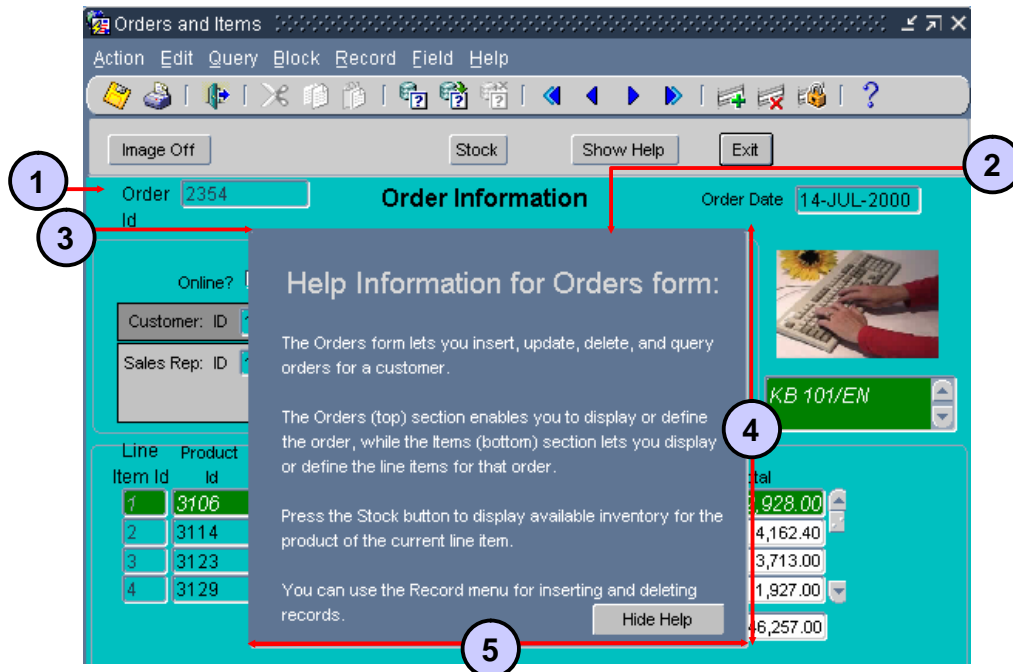 Orders and Items
Action Edit Query Block Record Field Help
Image Off Stock Show Help Exit
1
2
Order Id 2354 Order Information Order Date 14-JUL-2000
3
Help Information for Orders form:
Online?
Customer: ID
The Orders form lets you insert, update, delete, and query
orders for a customer.
Sales Rep: ID
KB 101/EN
The Orders (top) section enables you to display or define
the order, while the Items (bottom) section lets you display
or define the line items for that order.
4
Line Item Id Product Id
1 3106 ,928.00
2 3114 4,162.40
3 3123 3,713.00
4 3129 1,927.00
Press the Stock button to display available inventory for the
product of the current line item.
You can use the Record menu for inserting and deleting
records.
Hide Help
46,257.00
5